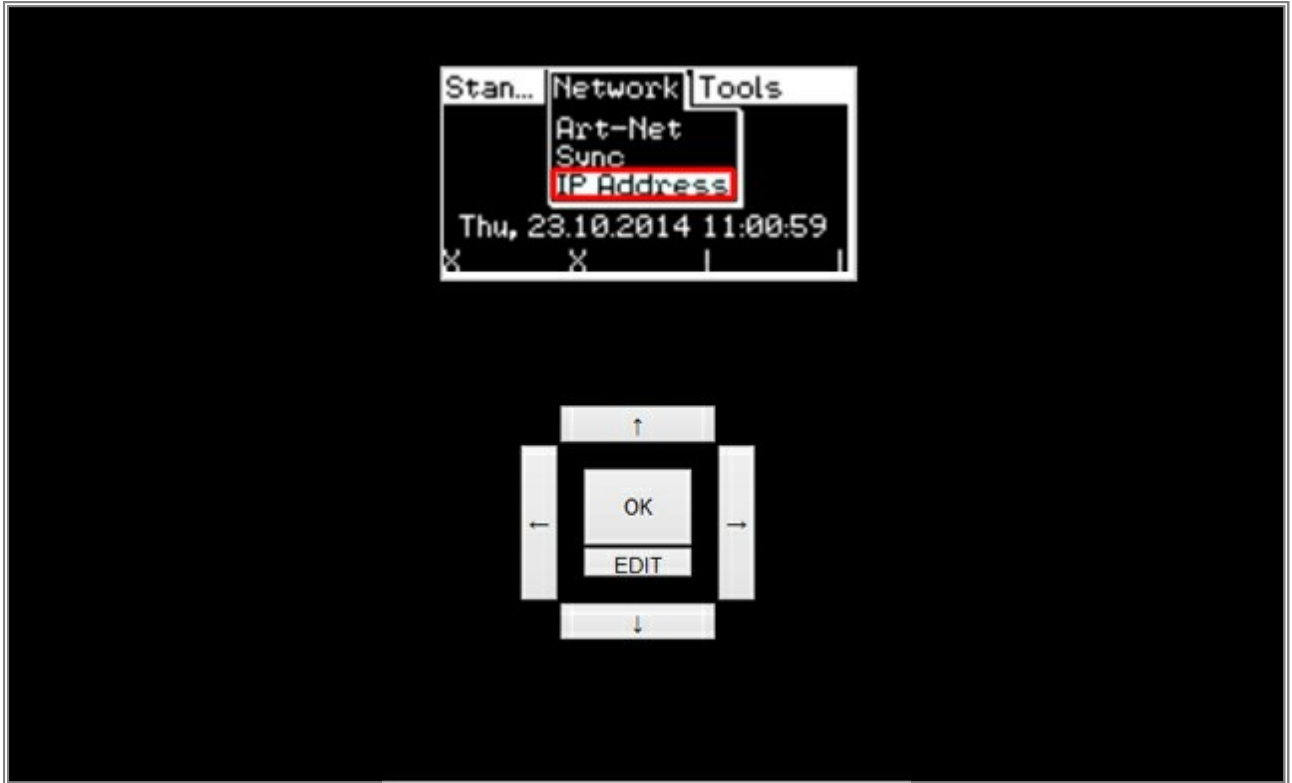 Stan... Network Tools
Art-Net
Sync
IP Address
Thu, 23.10.2014 11:00:59
X X | |
↑
← OK →
EDIT
↓